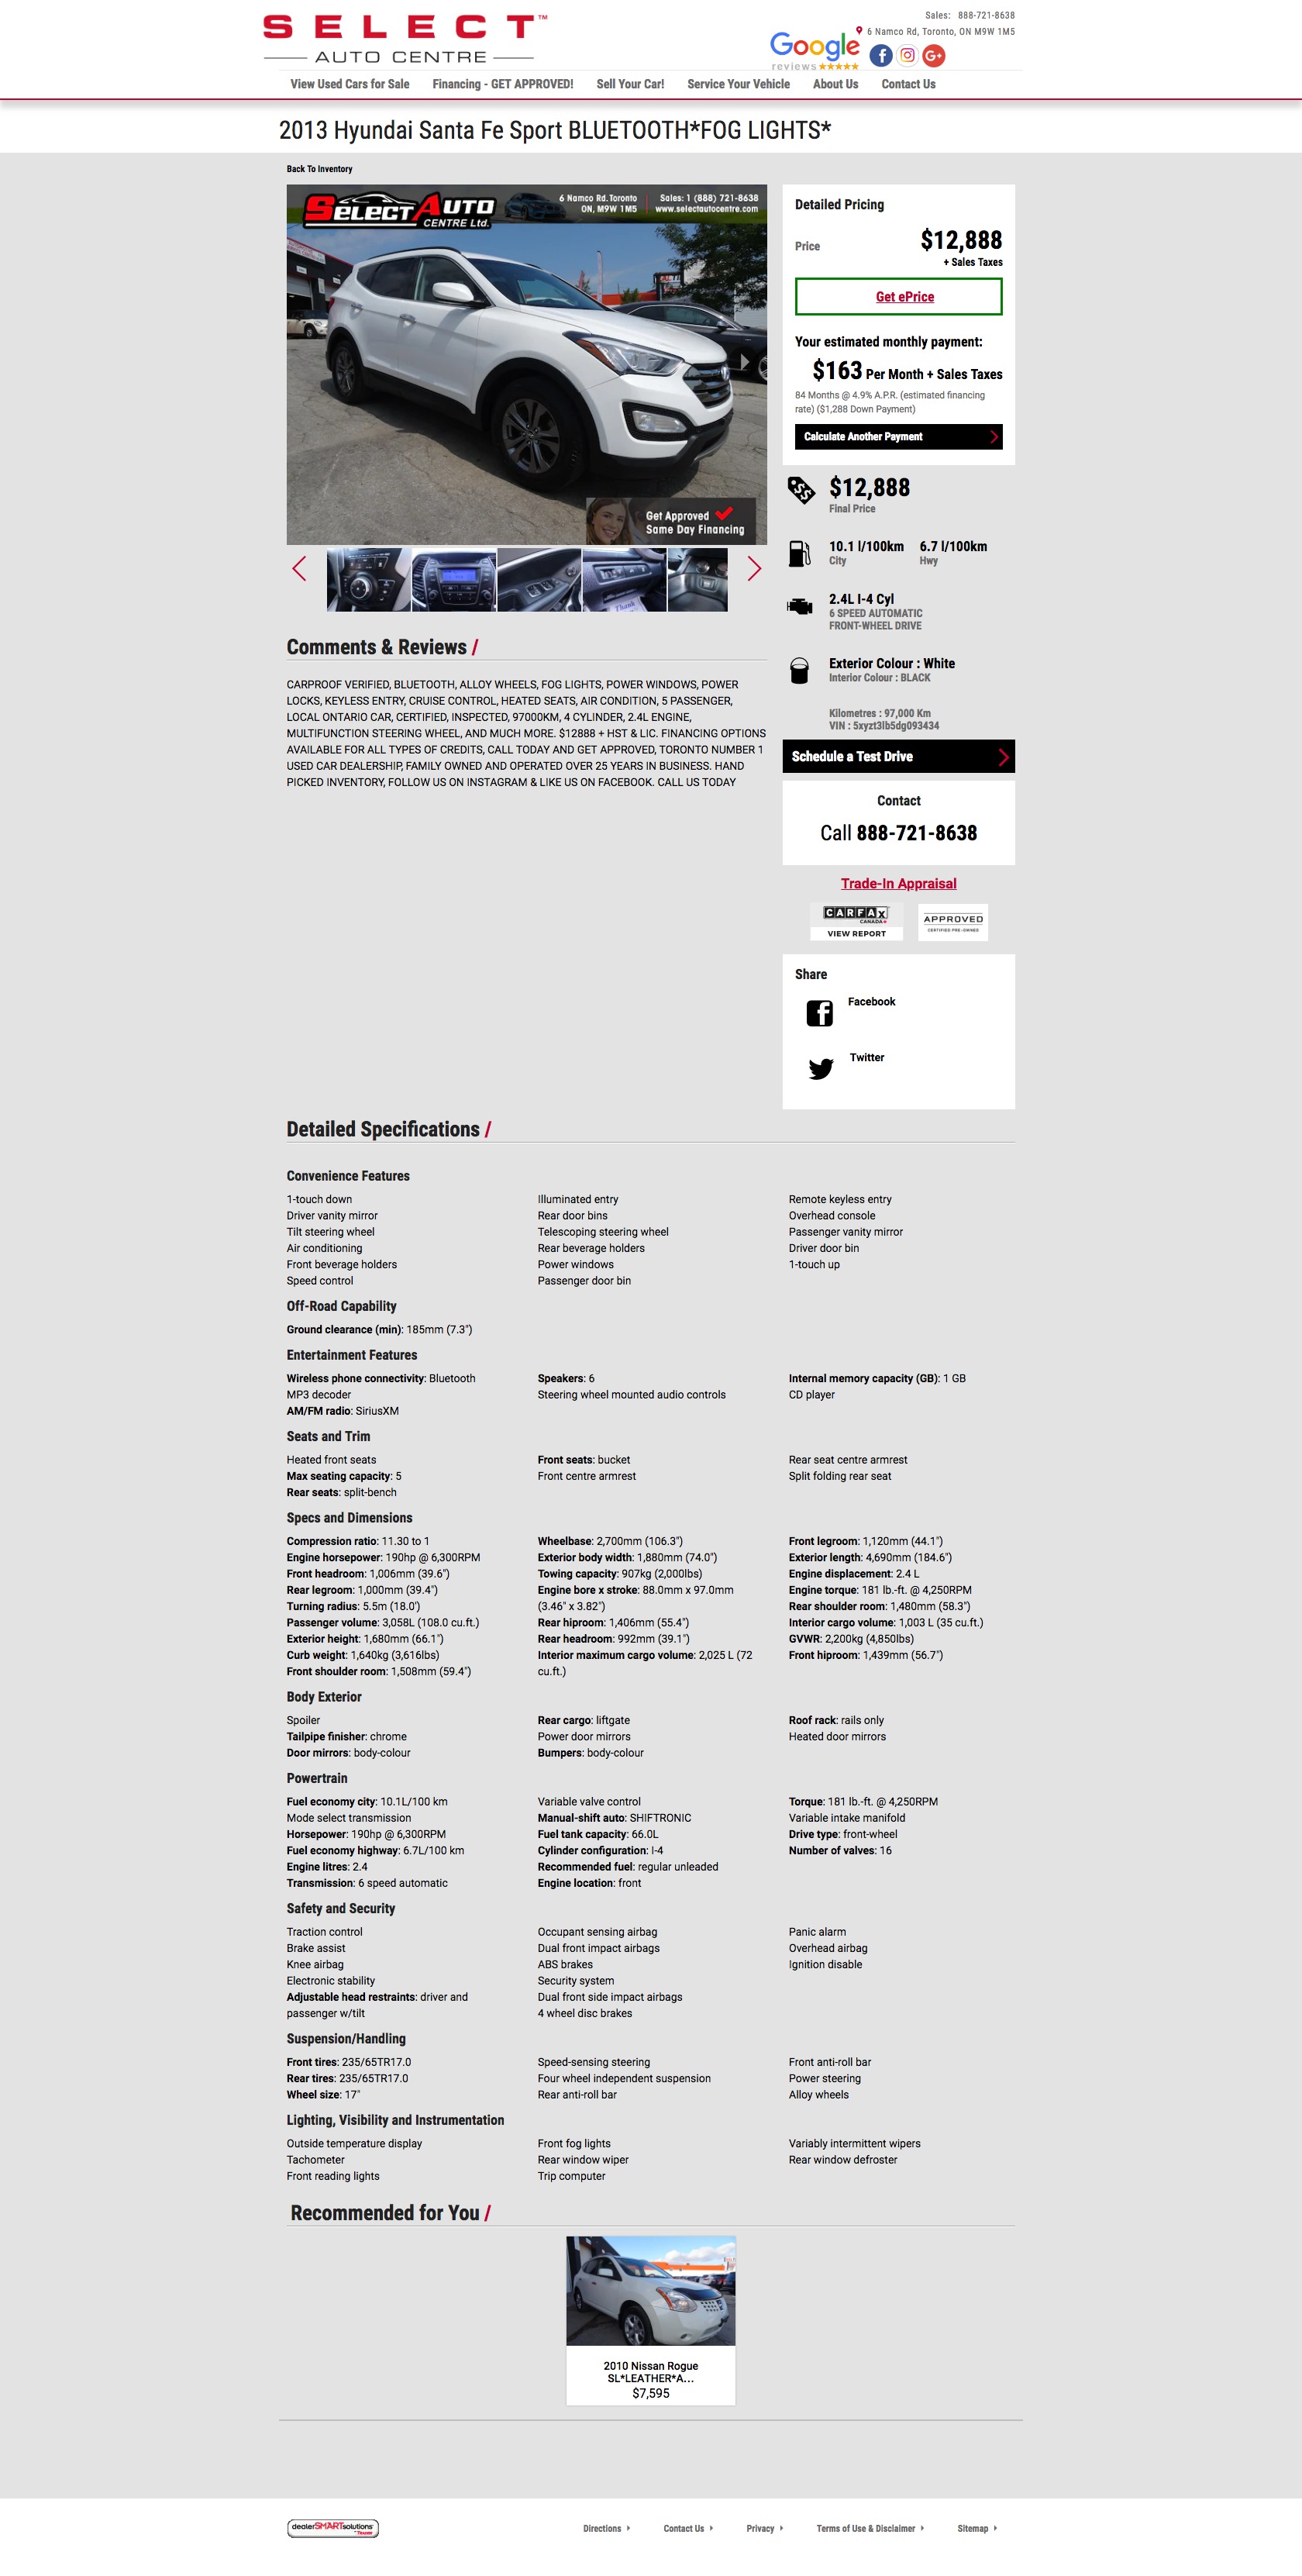 SELECT™
AUTO CENTRE
Sales: 888-721-8638
6 Namco Rd, Toronto, ON M9W 1M5
Google
reviews
View Used Cars for Sale Financing - GET APPROVED! Sell Your Car! Service Your Vehicle About Us Contact Us
2013 Hyundai Santa Fe Sport BLUETOOTH*FOG LIGHTS*
Back To Inventory
SELECT AUTO
CENTRE Ltd.
6 Namco Rd. Toronto
ON, M9W 1M5
Sales: 1 (888) 721-8638
www.selectautocentre.com
Get Approved
Same Day Financing
Thank
Detailed Pricing
Price $12,888
+ Sales Taxes
Get ePrice
Your estimated monthly payment:
$163 Per Month + Sales Taxes
84 Months @ 4.9% A.P.R. (estimated financing
rate) ($1,288 Down Payment)
Calculate Another Payment
$12,888
Final Price
10.1 l/100km 6.7 l/100km
City Hwy
2.4L I-4 Cyl
6 SPEED AUTOMATIC
FRONT-WHEEL DRIVE
Exterior Colour : White
Interior Colour : BLACK
Kilometres : 97,000 Km
VIN : 5xyzt3lb5dg093434
Schedule a Test Drive
Contact
Call 888-721-8638
Trade-In Appraisal
CARFAX
CANADA
VIEW REPORT
APPROVED
CERTIFIED PRE-OWNED
Share
Facebook
Twitter
Comments & Reviews /
CARPROOF VERIFIED, BLUETOOTH, ALLOY WHEELS, FOG LIGHTS, POWER WINDOWS, POWER
LOCKS, KEYLESS ENTRY, CRUISE CONTROL, HEATED SEATS, AIR CONDITION, 5 PASSENGER,
LOCAL ONTARIO CAR, CERTIFIED, INSPECTED, 97000KM, 4 CYLINDER, 2.4L ENGINE,
MULTIFUNCTION STEERING WHEEL, AND MUCH MORE. $12888 + HST & LIC. FINANCING OPTIONS
AVAILABLE FOR ALL TYPES OF CREDITS, CALL TODAY AND GET APPROVED, TORONTO NUMBER 1
USED CAR DEALERSHIP, FAMILY OWNED AND OPERATED OVER 25 YEARS IN BUSINESS. HAND
PICKED INVENTORY, FOLLOW US ON INSTAGRAM & LIKE US ON FACEBOOK. CALL US TODAY
Detailed Specifications /
Convenience Features
1-touch down Illuminated entry Remote keyless entry
Driver vanity mirror Rear door bins Overhead console
Tilt steering wheel Telescoping steering wheel Passenger vanity mirror
Air conditioning Rear beverage holders Driver door bin
Front beverage holders Power windows 1-touch up
Speed control Passenger door bin
Off-Road Capability
Ground clearance (min): 185mm (7.3")
Entertainment Features
Wireless phone connectivity: Bluetooth Speakers: 6 Internal memory capacity (GB): 1 GB
MP3 decoder Steering wheel mounted audio controls CD player
AM/FM radio: SiriusXM
Seats and Trim
Heated front seats Front seats: bucket Rear seat centre armrest
Max seating capacity: 5 Front centre armrest Split folding rear seat
Rear seats: split-bench
Specs and Dimensions
Compression ratio: 11.30 to 1 Wheelbase: 2,700mm (106.3") Front legroom: 1,120mm (44.1")
Engine horsepower: 190hp @ 6,300RPM Exterior body width: 1,880mm (74.0") Exterior length: 4,690mm (184.6")
Front headroom: 1,006mm (39.6") Towing capacity: 907kg (2,000lbs) Engine displacement: 2.4 L
Rear legroom: 1,000mm (39.4") Engine bore x stroke: 88.0mm x 97.0mm Engine torque: 181 lb.-ft. @ 4,250RPM
Turning radius: 5.5m (18.0') (3.46" x 3.82") Rear shoulder room: 1,480mm (58.3")
Passenger volume: 3,058L (108.0 cu.ft.) Rear hiproom: 1,406mm (55.4") Interior cargo volume: 1,003 L (35 cu.ft.)
Exterior height: 1,680mm (66.1") Rear headroom: 992mm (39.1") GVWR: 2,200kg (4,850lbs)
Curb weight: 1,640kg (3,616lbs) Interior maximum cargo volume: 2,025 L (72 Front hiproom: 1,439mm (56.7")
Front shoulder room: 1,508mm (59.4") cu.ft.)
Body Exterior
Spoiler Rear cargo: liftgate Roof rack: rails only
Tailpipe finisher: chrome Power door mirrors Heated door mirrors
Door mirrors: body-colour Bumpers: body-colour
Powertrain
Fuel economy city: 10.1L/100 km Variable valve control Torque: 181 lb.-ft. @ 4,250RPM
Mode select transmission Manual-shift auto: SHIFTRONIC Variable intake manifold
Horsepower: 190hp @ 6,300RPM Fuel tank capacity: 66.0L Drive type: front-wheel
Fuel economy highway: 6.7L/100 km Cylinder configuration: I-4 Number of valves: 16
Engine litres: 2.4 Recommended fuel: regular unleaded
Transmission: 6 speed automatic Engine location: front
Safety and Security
Traction control Occupant sensing airbag Panic alarm
Brake assist Dual front impact airbags Overhead airbag
Knee airbag ABS brakes Ignition disable
Electronic stability Security system
Adjustable head restraints: driver and Dual front side impact airbags
passenger w/tilt 4 wheel disc brakes
Suspension/Handling
Front tires: 235/65TR17.0 Speed-sensing steering Front anti-roll bar
Rear tires: 235/65TR17.0 Four wheel independent suspension Power steering
Wheel size: 17" Rear anti-roll bar Alloy wheels
Lighting, Visibility and Instrumentation
Outside temperature display Front fog lights Variably intermittent wipers
Tachometer Rear window wiper Rear window defroster
Front reading lights Trip computer
Recommended for You /
2010 Nissan Rogue
SL*LEATHER*A...
$7,595
dealerSMARTsolutions
Directions Contact Us Privacy Terms of Use & Disclaimer Sitemap